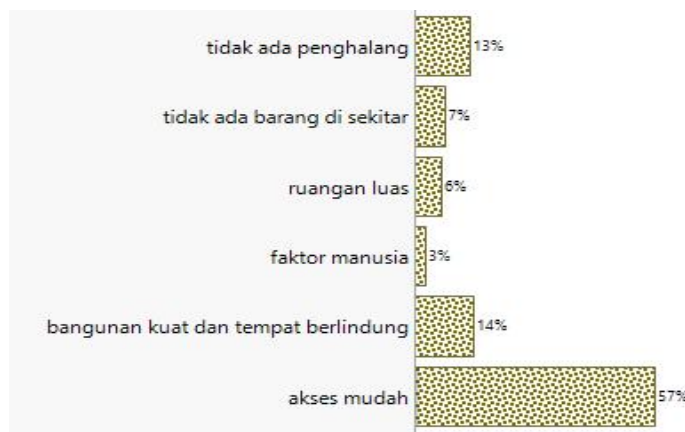 tidak ada penghalang 13%
tidak ada barang di sekitar 7%
ruangan luas 6%
faktor manusia 3%
bangunan kuat dan tempat berlindung 14%
akses mudah 57%